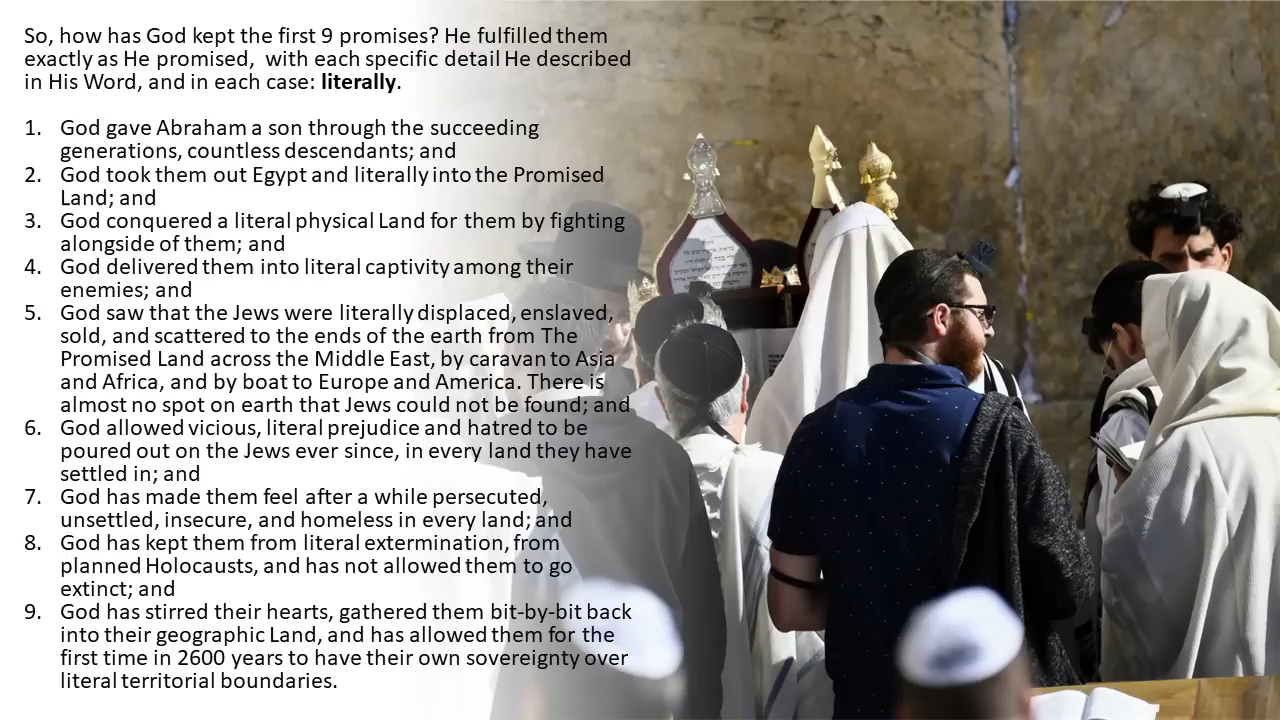 So, how has God kept the first 9 promises? He fulfilled them
exactly as He promised,  with each specific detail He described
in His Word, and in each case: literally.
1. God gave Abraham a son through the succeeding
generations, countless descendants; and
2. God took them out Egypt and literally into the Promised
Land; and
3. God conquered a literal physical Land for them by fighting
alongside of them; and
4. God delivered them into literal captivity among their
enemies; and
5. God saw that the Jews were literally displaced, enslaved,
sold, and scattered to the ends of the earth from The
Promised Land across the Middle East, by caravan to Asia
and Africa, and by boat to Europe and America. There is
almost no spot on earth that Jews could not be found; and
6. God allowed vicious, literal prejudice and hatred to be
poured out on the Jews ever since, in every land they have
settled in; and
7. God has made them feel after a while persecuted,
unsettled, insecure, and homeless in every land; and
8. God has kept them from literal extermination, from
planned Holocausts, and has not allowed them to go
extinct; and
9. God has stirred their hearts, gathered them bit-by-bit back
into their geographic Land, and has allowed them for the
first time in 2600 years to have their own sovereignty over
literal territorial boundaries.